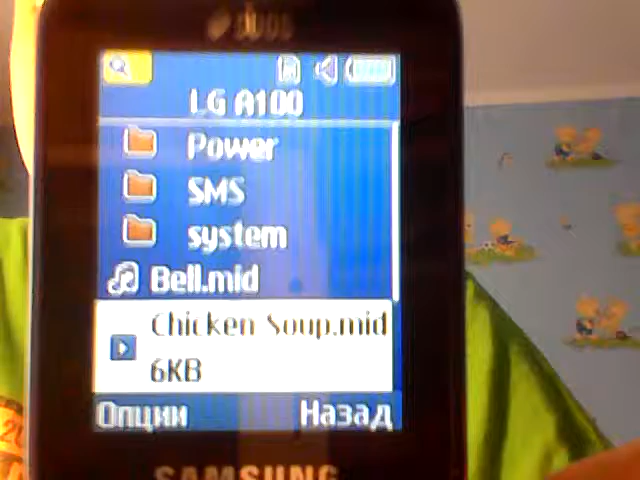 duos
LG A100
Power
SMS
system
Bell.mid
Chicken Soup.mid
6KB
Опции Назад
SAMSUNG